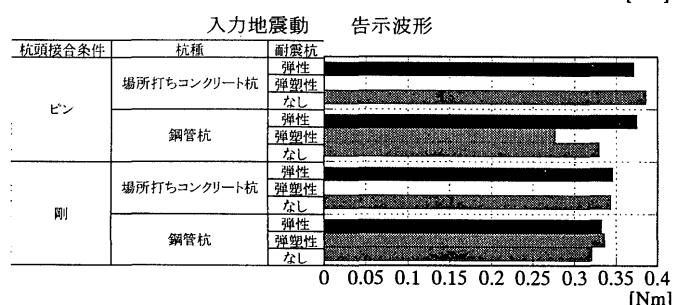 入力地震動 告示波形
杭頭接合条件 杭種 耐震杭
ピン 場所打ちコンクリート杭 弾性
弾塑性
なし
鋼管杭 弾性
弾塑性
なし
剛 場所打ちコンクリート杭 弾性
弾塑性
なし
鋼管杭 弾性
弾塑性
なし
0 0.05 0.1 0.15 0.2 0.25 0.3 0.35 0.4
[Nm]